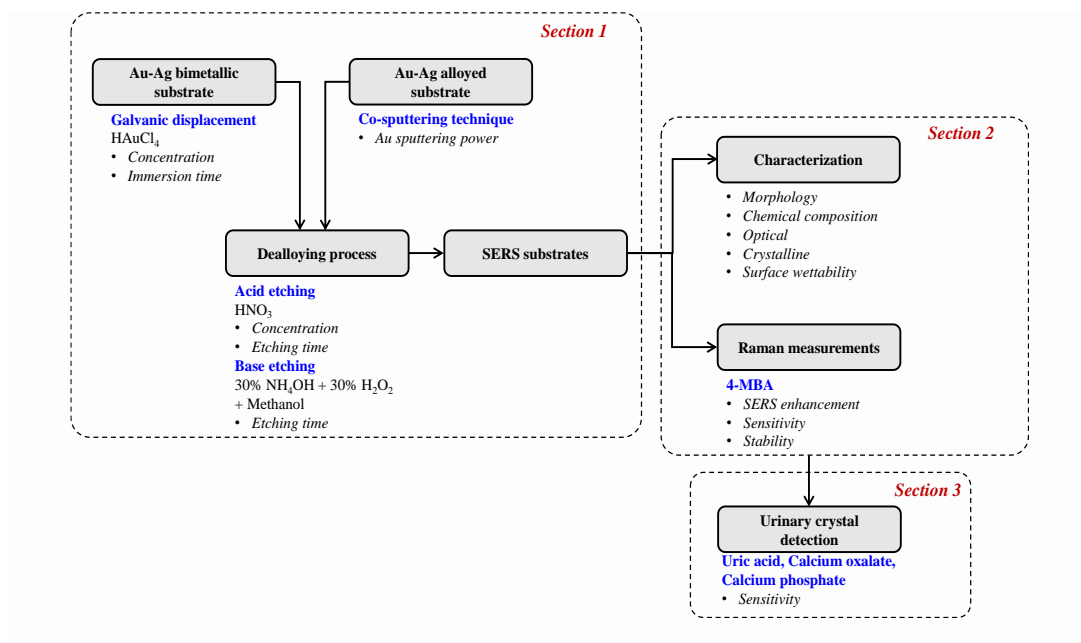 Section 1
Au-Ag bimetallic
substrate
Galvanic displacement
HAuCl₄
• Concentration
• Immersion time
Au-Ag alloyed
substrate
Co-sputtering technique
• Au sputtering power
Dealloying process
Acid etching
HNO₃
• Concentration
• Etching time
Base etching
30% NH₄OH + 30% H₂O₂
+ Methanol
• Etching time
SERS substrates
Section 2
Characterization
• Morphology
• Chemical composition
• Optical
• Crystalline
• Surface wettability
Raman measurements
4-MBA
• SERS enhancement
• Sensitivity
• Stability
Section 3
Urinary crystal
detection
Uric acid, Calcium oxalate,
Calcium phosphate
• Sensitivity